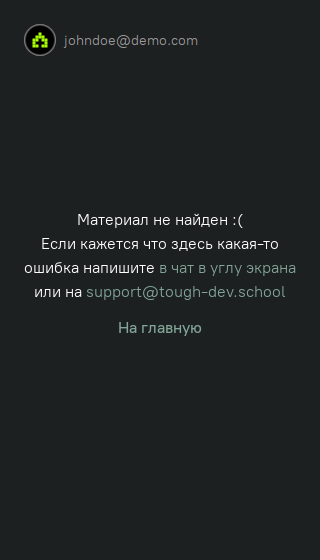 johndoe@demo.com
Материал не найден :(
Если кажется что здесь какая-то
ошибка напишите в чат в углу экрана
или на support@tough-dev.school
На главную